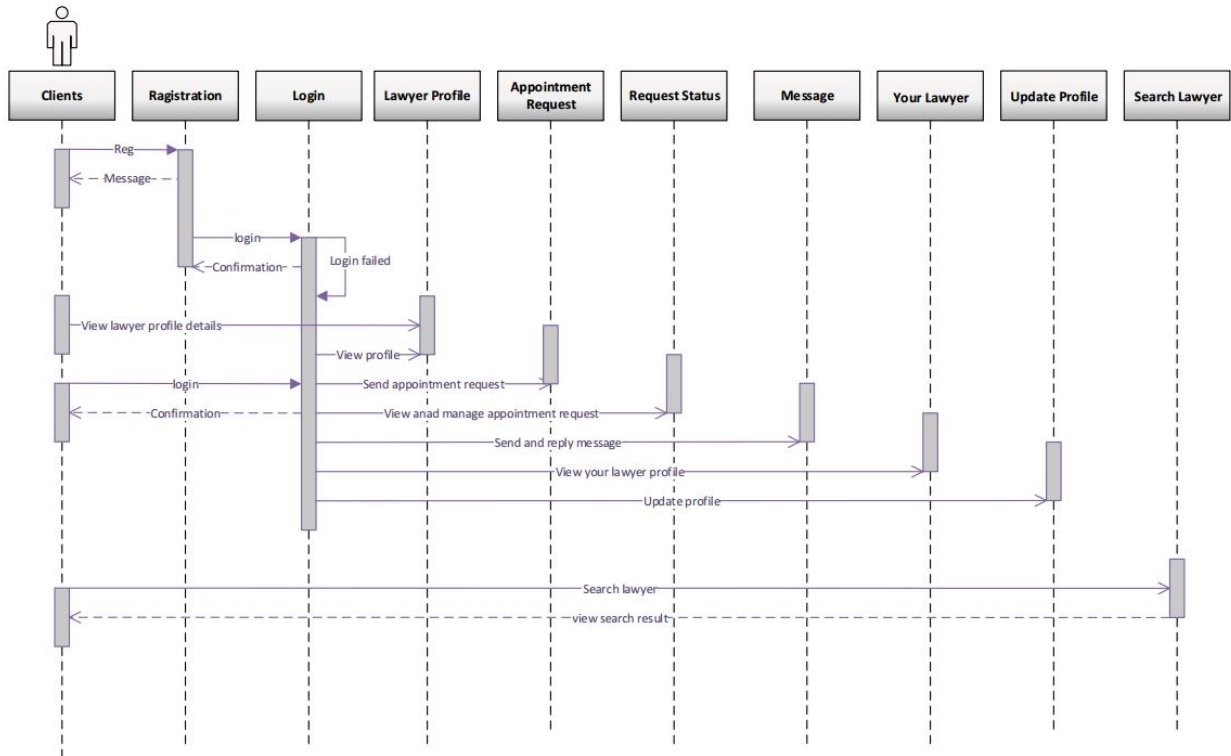 Clients
Ragistration
Login
Lawyer Profile
Appointment
Request
Request Status
Message
Your Lawyer
Update Profile
Search Lawyer
Reg
Message
login
Login failed
Confirmation
View lawyer profile details
View profile
login
Send appointment request
Confirmation
View anad manage appointment request
Send and reply message
View your lawyer profile
Update profile
Search lawyer
view search result